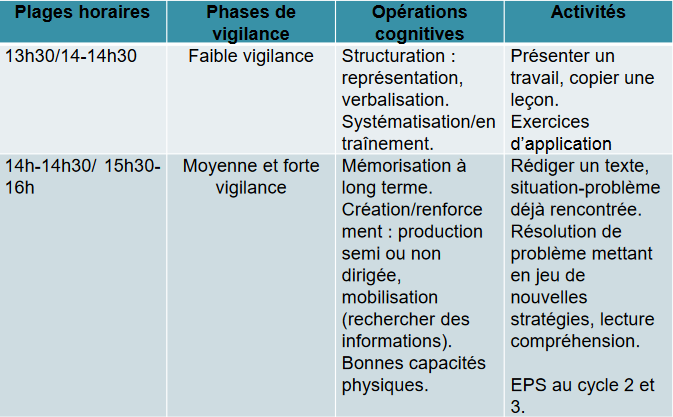 Plages horaires
Phases de
vigilance
Opérations
cognitives
Activités
13h30/14-14h30
Faible vigilance
Structuration :
représentation,
verbalisation.
Systématisation/en
traînement.
Présenter un
travail, copier une
leçon.
Exercices
d’application
14h-14h30/ 15h30-
16h
Moyenne et forte
vigilance
Mémorisation à
long terme.
Création/renforce
ment : production
semi ou non
dirigée,
mobilisation
(rechercher des
informations).
Bonnes capacités
physiques.
Rédiger un texte,
situation-problème
déjà rencontrée.
Résolution de
problème mettant
en jeu de
nouvelles
stratégies, lecture
compréhension.
EPS au cycle 2 et
3.